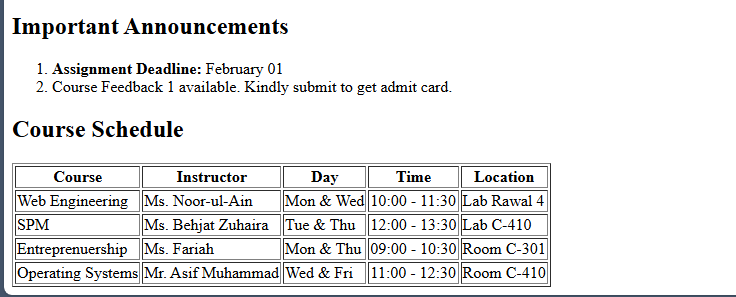 Important Announcements
1. Assignment Deadline: February 01
2. Course Feedback 1 available. Kindly submit to get admit card.
Course Schedule
Course Instructor Day Time Location
Web Engineering Ms. Noor-ul-Ain Mon & Wed 10:00 - 11:30 Lab Rawal 4
SPM Ms. Behjat Zuhaira Tue & Thu 12:00 - 13:30 Lab C-410
Entreprenuership Ms. Fariah Mon & Thu 09:00 - 10:30 Room C-301
Operating Systems Mr. Asif Muhammad Wed & Fri 11:00 - 12:30 Room C-410